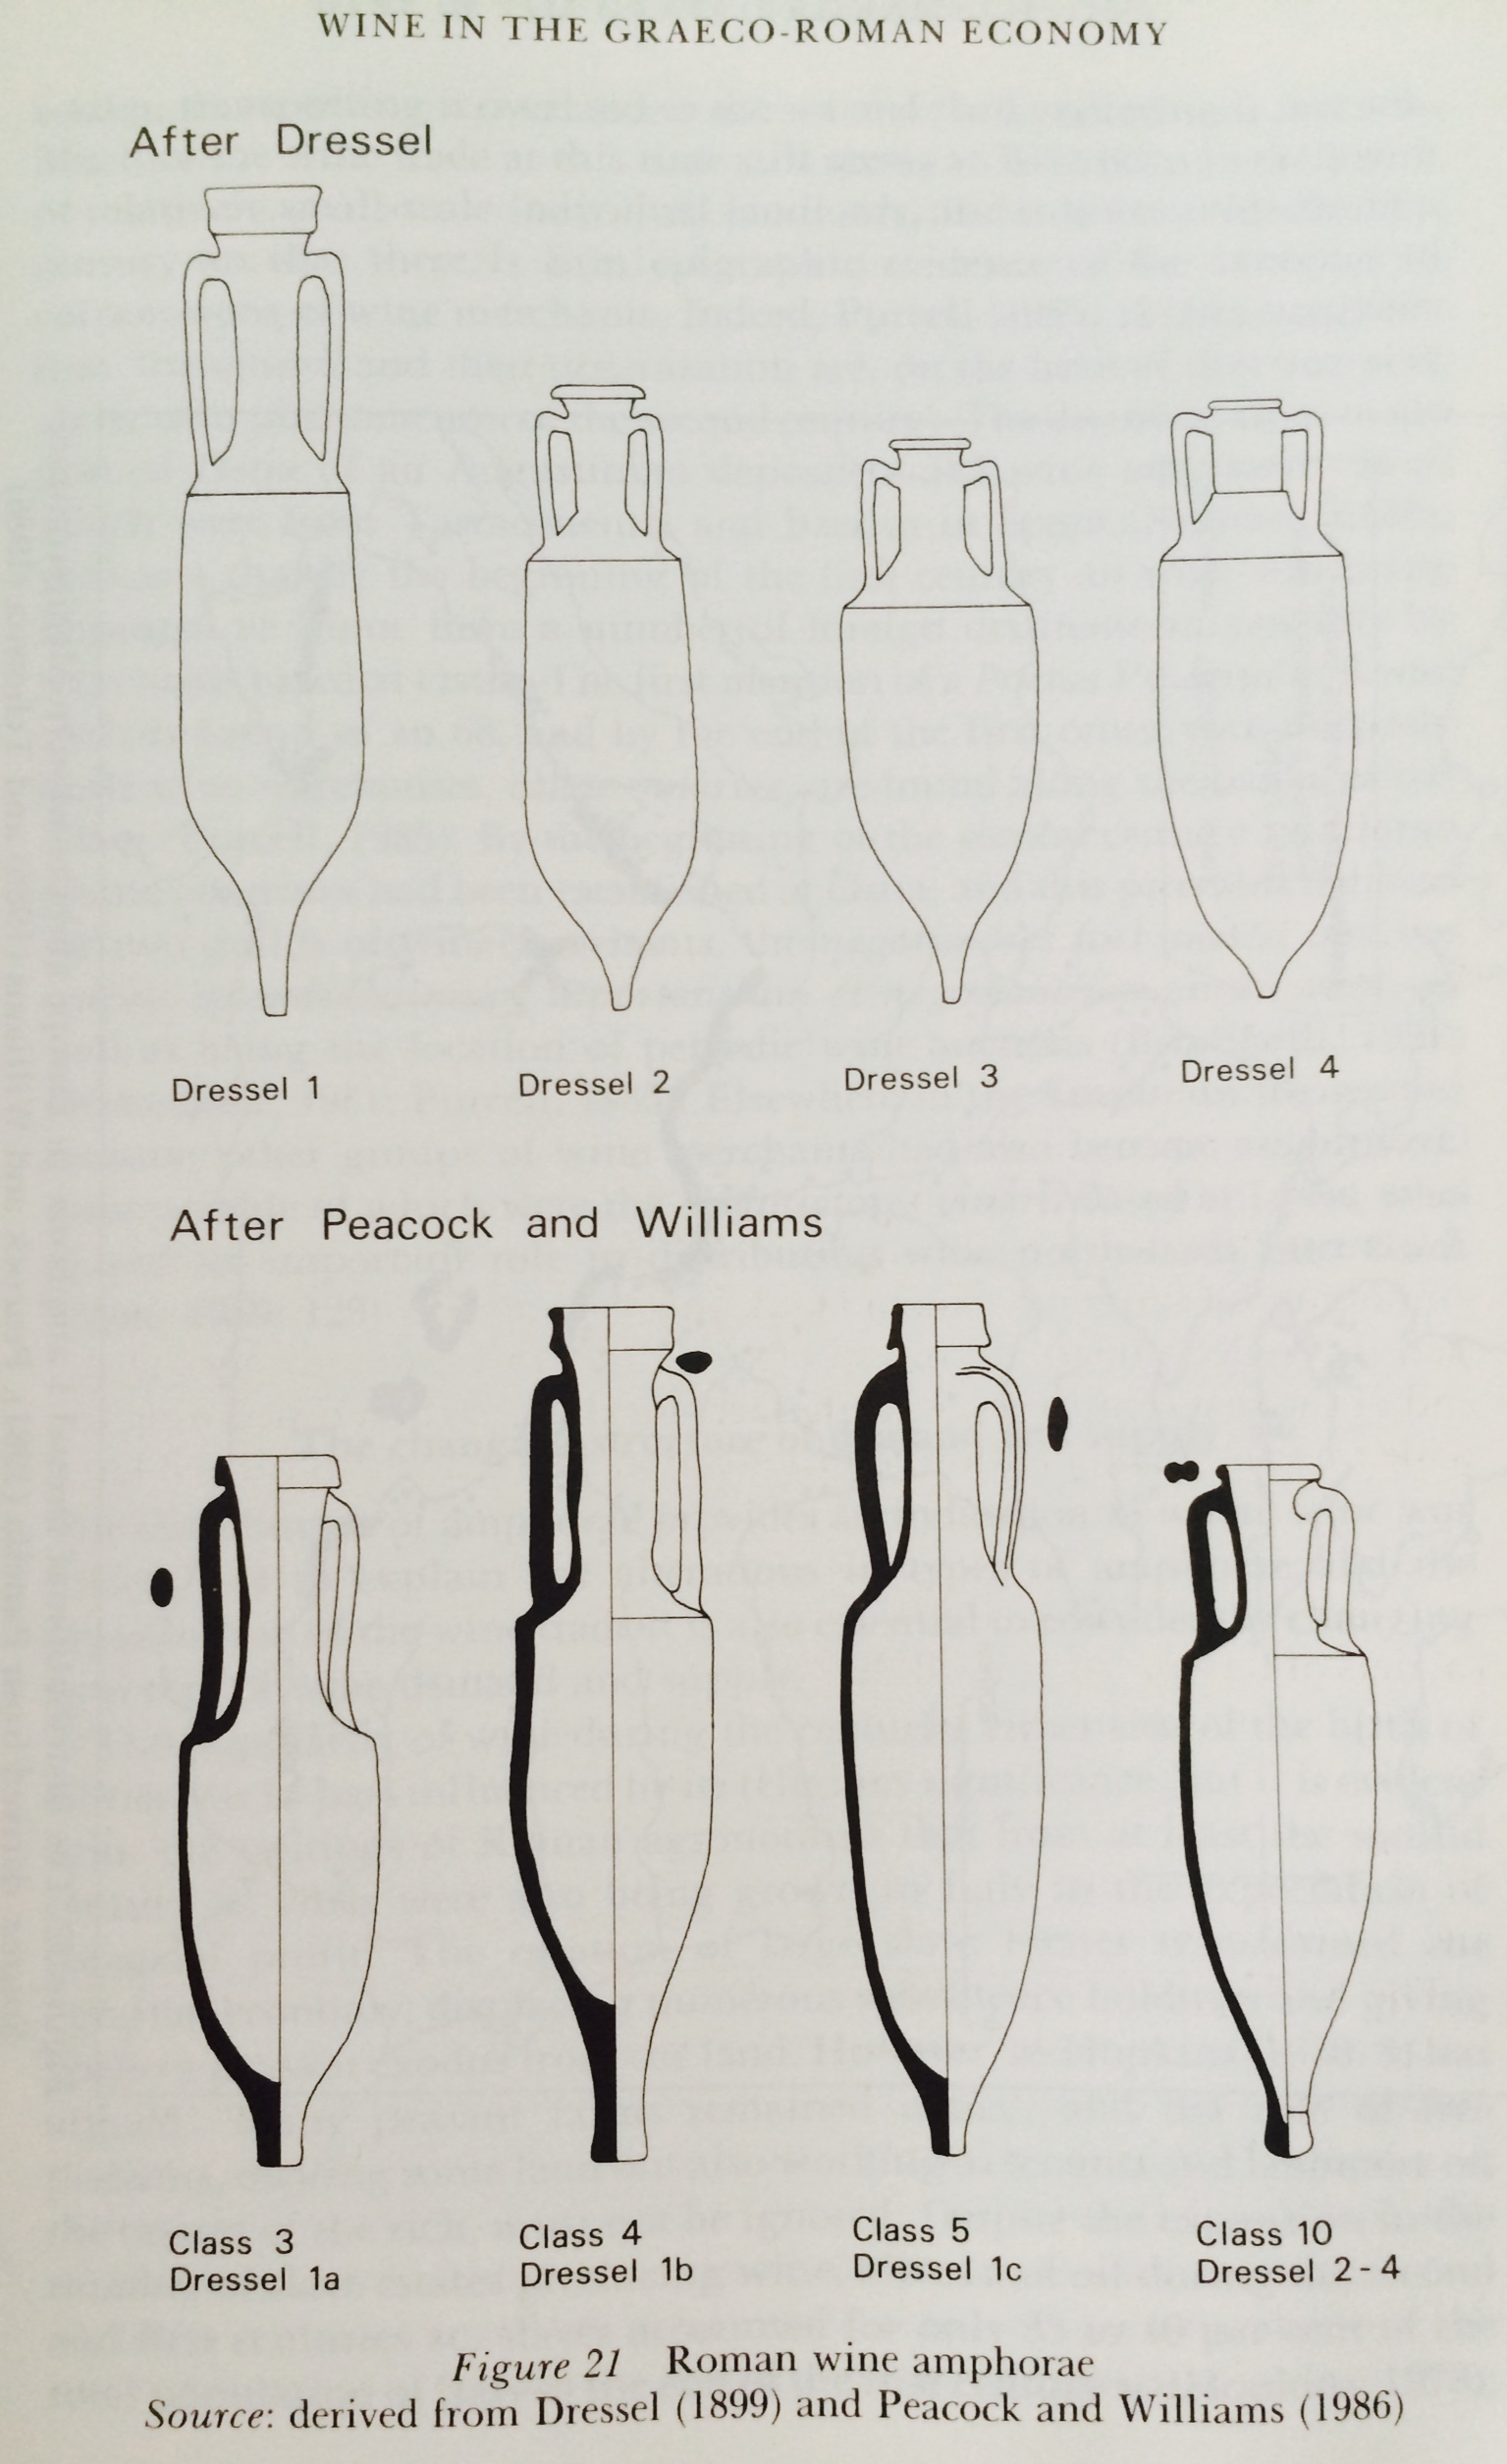 WINE IN THE GRAECO-ROMAN ECONOMY
After Dressel
Dressel 1
Dressel 2
Dressel 3
Dressel 4
After Peacock and Williams
Class 3
Dressel 1a
Class 4
Dressel 1b
Class 5
Dressel 1c
Class 10
Dressel 2-4
Figure 21 Roman wine amphorae
Source: derived from Dressel (1899) and Peacock and Williams (1986)